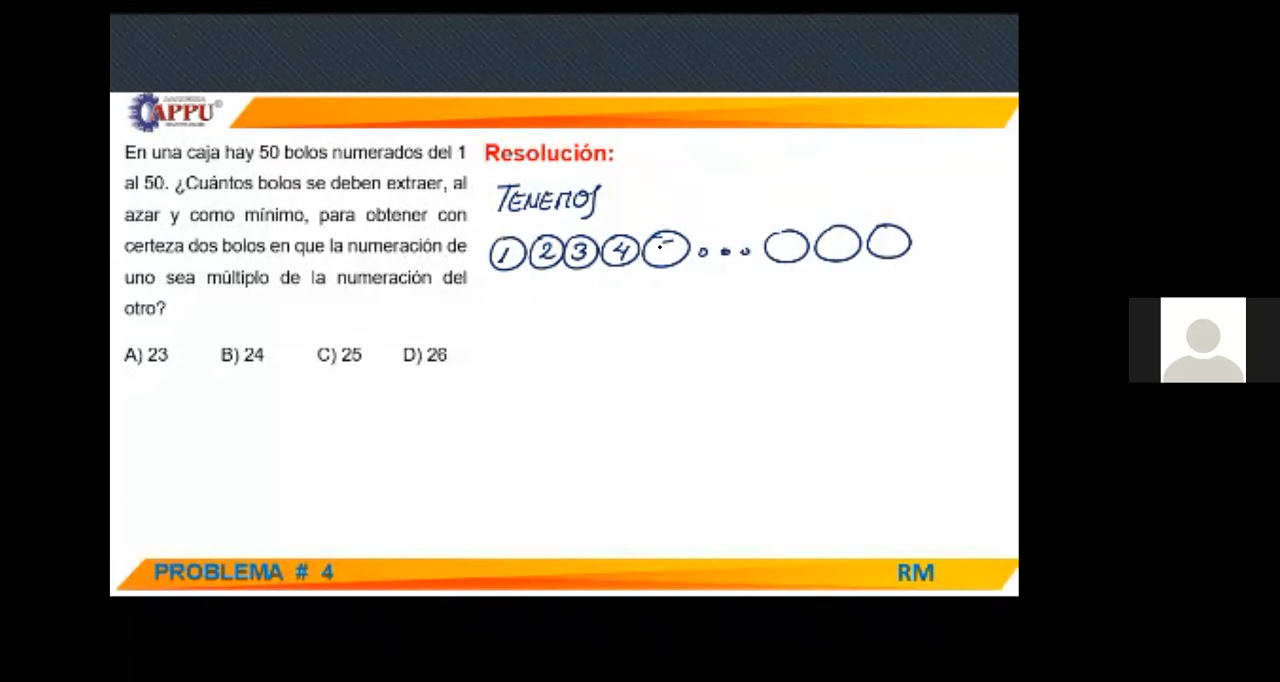 APPU
En una caja hay 50 bolos numerados del 1
al 50. ¿Cuántos bolos se deben extraer, al
azar y como mínimo, para obtener con
certeza dos bolos en que la numeración de
uno sea múltiplo de la numeración del
otro?
A) 23 B) 24 C) 25 D) 26
Resolución:
TENEMOS
1 2 3 4 ...
PROBLEMA # 4
RM